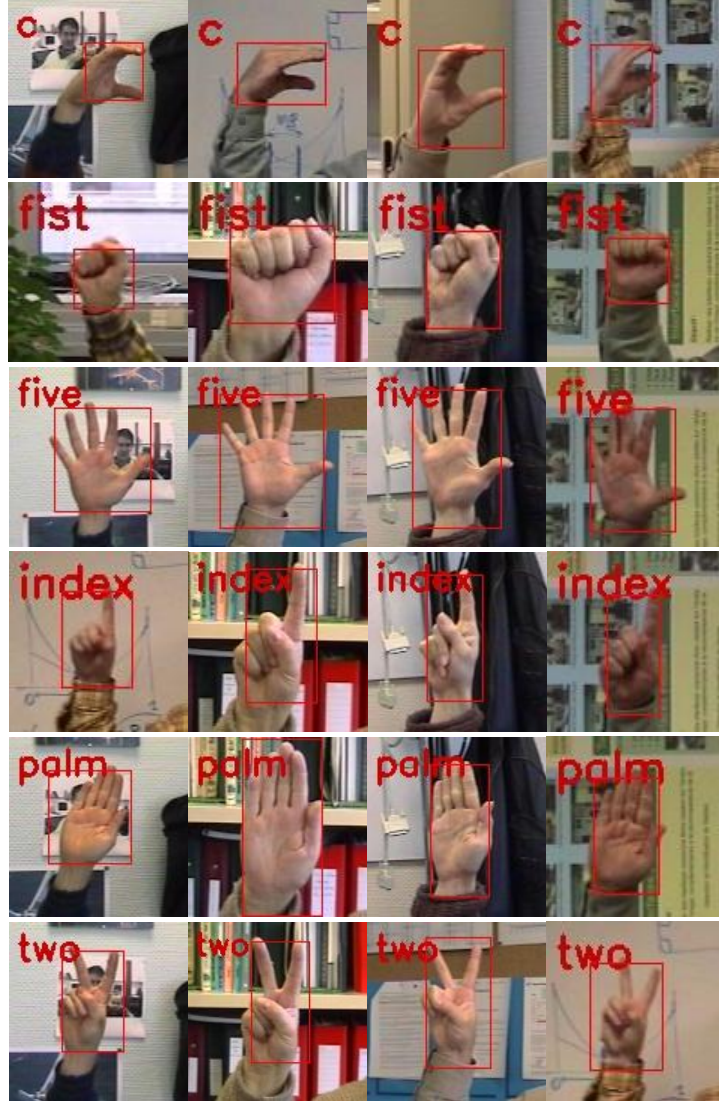 c c c c
fist fist fist fist
five five five five
index index index index
palm palm palm palm
two two two two